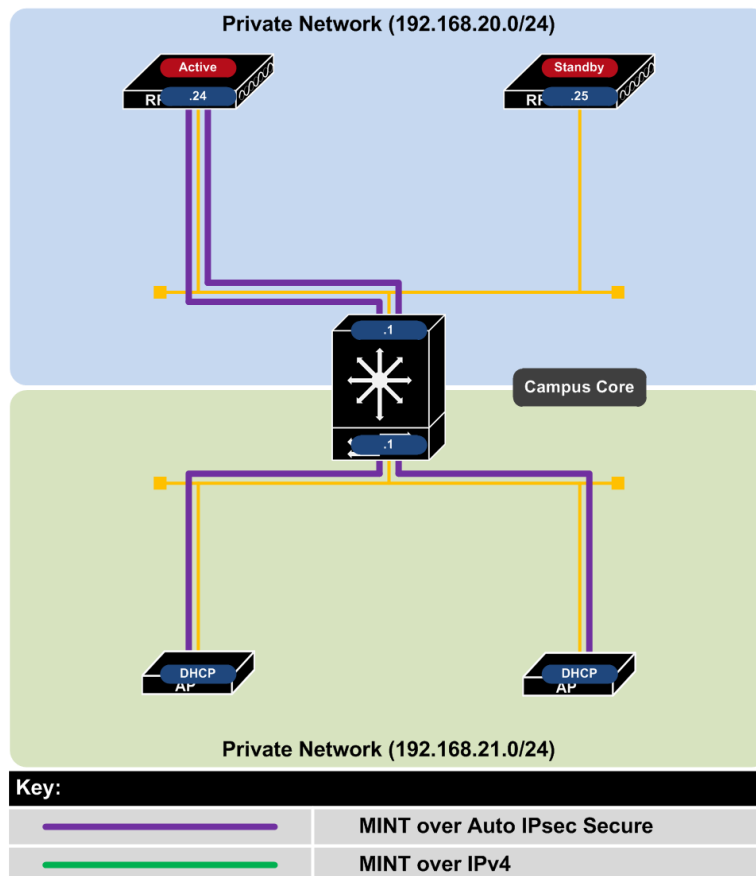 Private Network (192.168.20.0/24)
Active
Standby
.24
.25
.1
Campus Core
.1
DHCP
AP
DHCP
AP
Private Network (192.168.21.0/24)
Key:
MINT over Auto IPsec Secure
MINT over IPv4